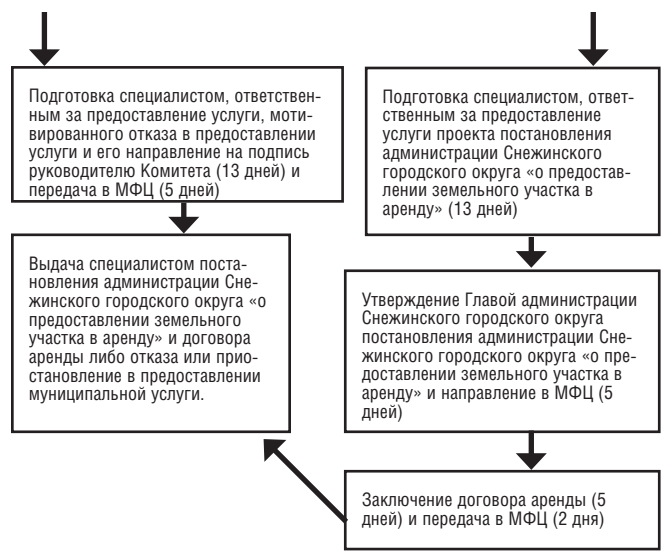 Подготовка специалистом, ответствен-
ным за предоставление услуги, моти-
вированного отказа в предоставлении
услуги и его направление на подпись
руководителю Комитета (13 дней) и
передача в МФЦ (5 дней)
Подготовка специалистом, ответ-
ственным за предоставление
услуги проекта постановления
администрации Снежинского
городского округа «о предостав-
лении земельного участка в
аренду» (13 дней)
Выдача специалистом поста-
новления администрации Сне-
жинского городского округа «о
предоставлении земельного
участка в аренду» и договора
аренды либо отказа или прио-
становление в предоставлении
муниципальной услуги.
Утверждение Главой администрации
Снежинского городского округа
постановления администрации Сне-
жинского городского округа «о пре-
доставлении земельного участка в
аренду» и направление в МФЦ (5
дней)
Заключение договора аренды (5
дней) и передача в МФЦ (2 дня)